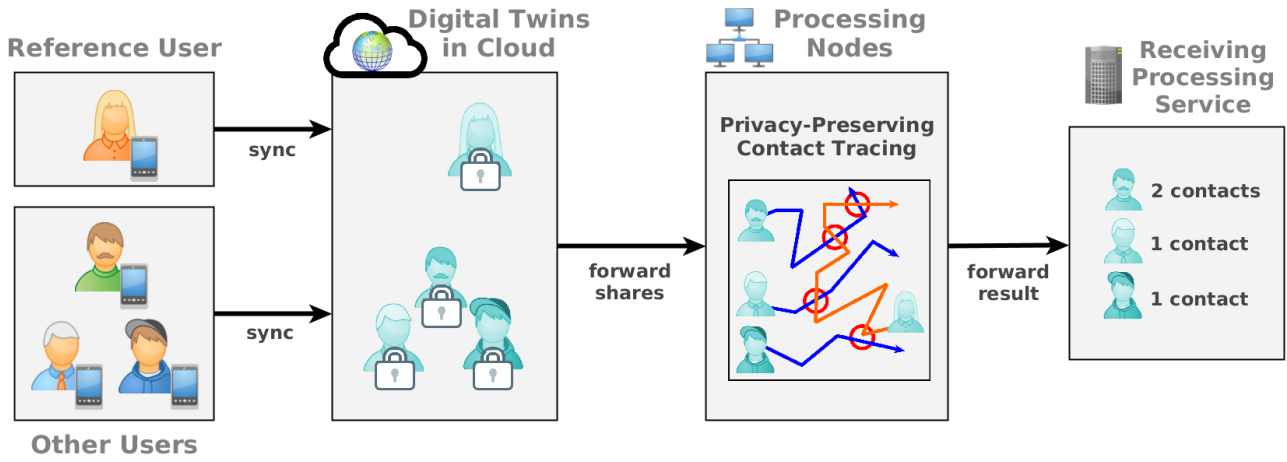 Reference User
sync
Other Users
sync
Digital Twins
in Cloud
forward
shares
Processing
Nodes
Privacy-Preserving
Contact Tracing
forward
result
Receiving
Processing
Service
2 contacts
1 contact
1 contact